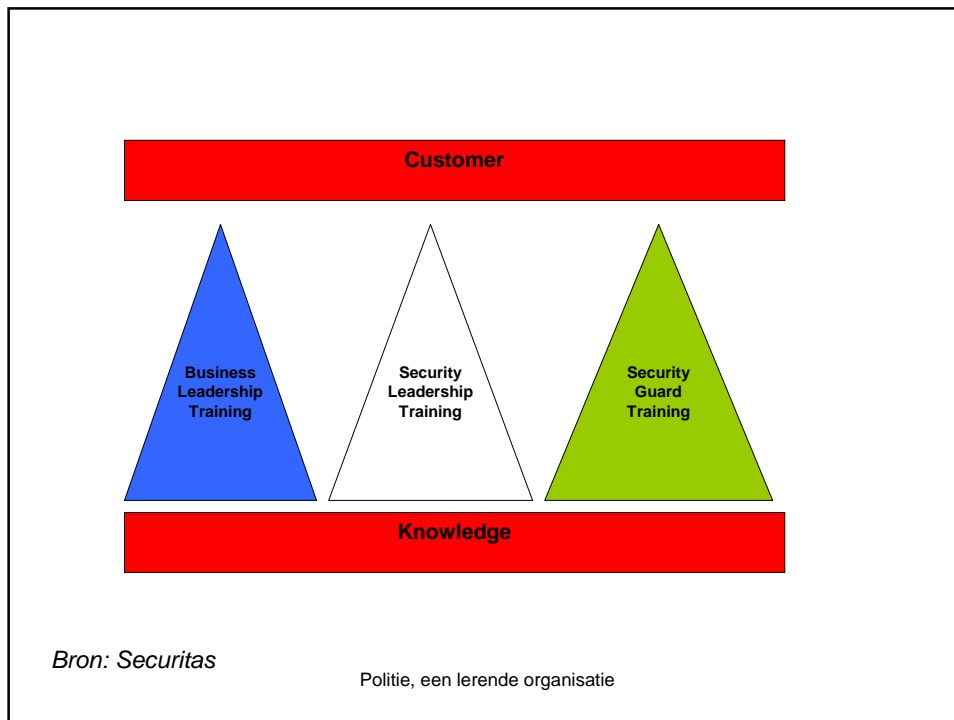 Customer
Business
Leadership
Training
Security
Leadership
Training
Security
Guard
Training
Knowledge
Bron: Securitas
Politie, een lerende organisatie